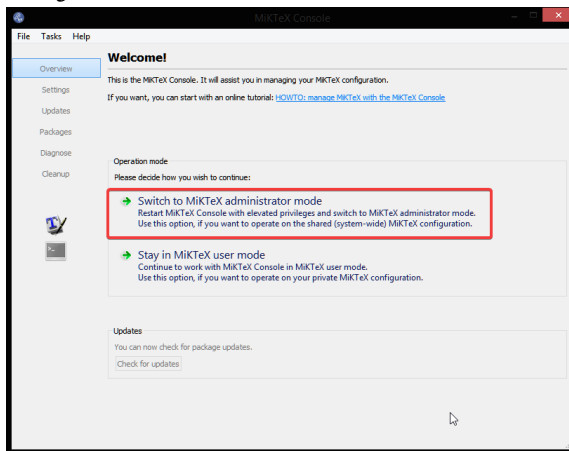 MiKTeX Console
File Tasks Help
Overview
Settings
Updates
Packages
Diagnose
Cleanup
Welcome!
This is the MiKTeX Console. It will assist you in managing your MiKTeX configuration.
If you want, you can start with an online tutorial: HOWTO: manage MiKTeX with the MiKTeX Console
Operation mode
Please decide how you wish to continue:
Switch to MiKTeX administrator mode
Restart MiKTeX Console with elevated privileges and switch to MiKTeX administrator mode.
Use this option, if you want to operate on the shared (system-wide) MiKTeX configuration.
Stay in MiKTeX user mode
Continue to work with MiKTeX Console in MiKTeX user mode.
Use this option, if you want to operate on your private MiKTeX configuration.
Updates
You can now check for package updates.
Check for updates